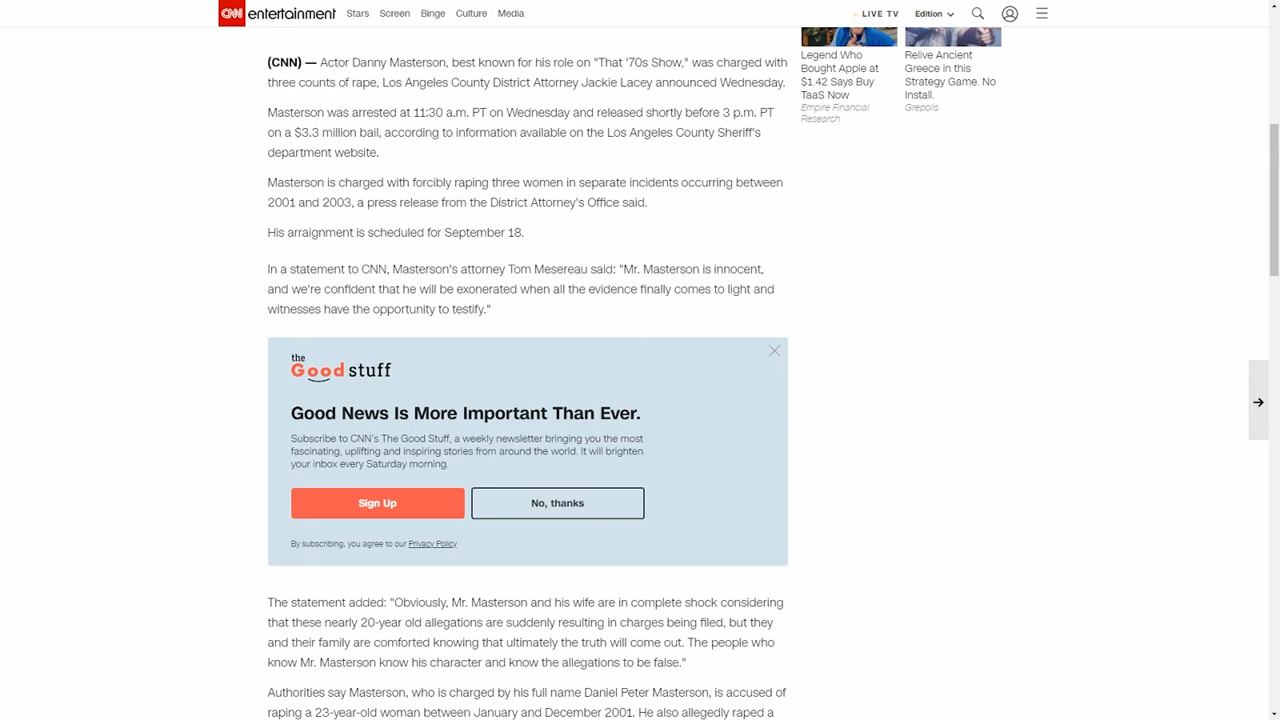 CNN entertainment Stars Screen Binge Culture Media LIVE TV Edition
(CNN) — Actor Danny Masterson, best known for his role on "That '70s Show," was charged with
three counts of rape, Los Angeles County District Attorney Jackie Lacey announced Wednesday.
Masterson was arrested at 11:30 a.m. PT on Wednesday and released shortly before 3 p.m. PT
on a $3.3 million bail, according to information available on the Los Angeles County Sheriff's
department website.
Masterson is charged with forcibly raping three women in separate incidents occurring between
2001 and 2003, a press release from the District Attorney's Office said.
His arraignment is scheduled for September 18.
In a statement to CNN, Masterson's attorney Tom Mesereau said: "Mr. Masterson is innocent,
and we're confident that he will be exonerated when all the evidence finally comes to light and
witnesses have the opportunity to testify."
the
Good stuff
Good News Is More Important Than Ever.
Subscribe to CNN's The Good Stuff, a weekly newsletter bringing you the most
fascinating, uplifting and inspiring stories from around the world. It will brighten
your inbox every Saturday morning.
Sign Up No, thanks
By subscribing, you agree to our Privacy Policy
The statement added: "Obviously, Mr. Masterson and his wife are in complete shock considering
that these nearly 20-year old allegations are suddenly resulting in charges being filed, but they
and their family are comforted knowing that ultimately the truth will come out. The people who
know Mr. Masterson know his character and know the allegations to be false."
Authorities say Masterson, who is charged by his full name Daniel Peter Masterson, is accused of
raping a 23-year-old woman between January and December 2001. He also allegedly raped a
Legend Who
Bought Apple at
$1.42 Says Buy
TaaS Now
Empire Financial
Research
Relive Ancient
Greece in this
Strategy Game. No
Install.
Grepolis